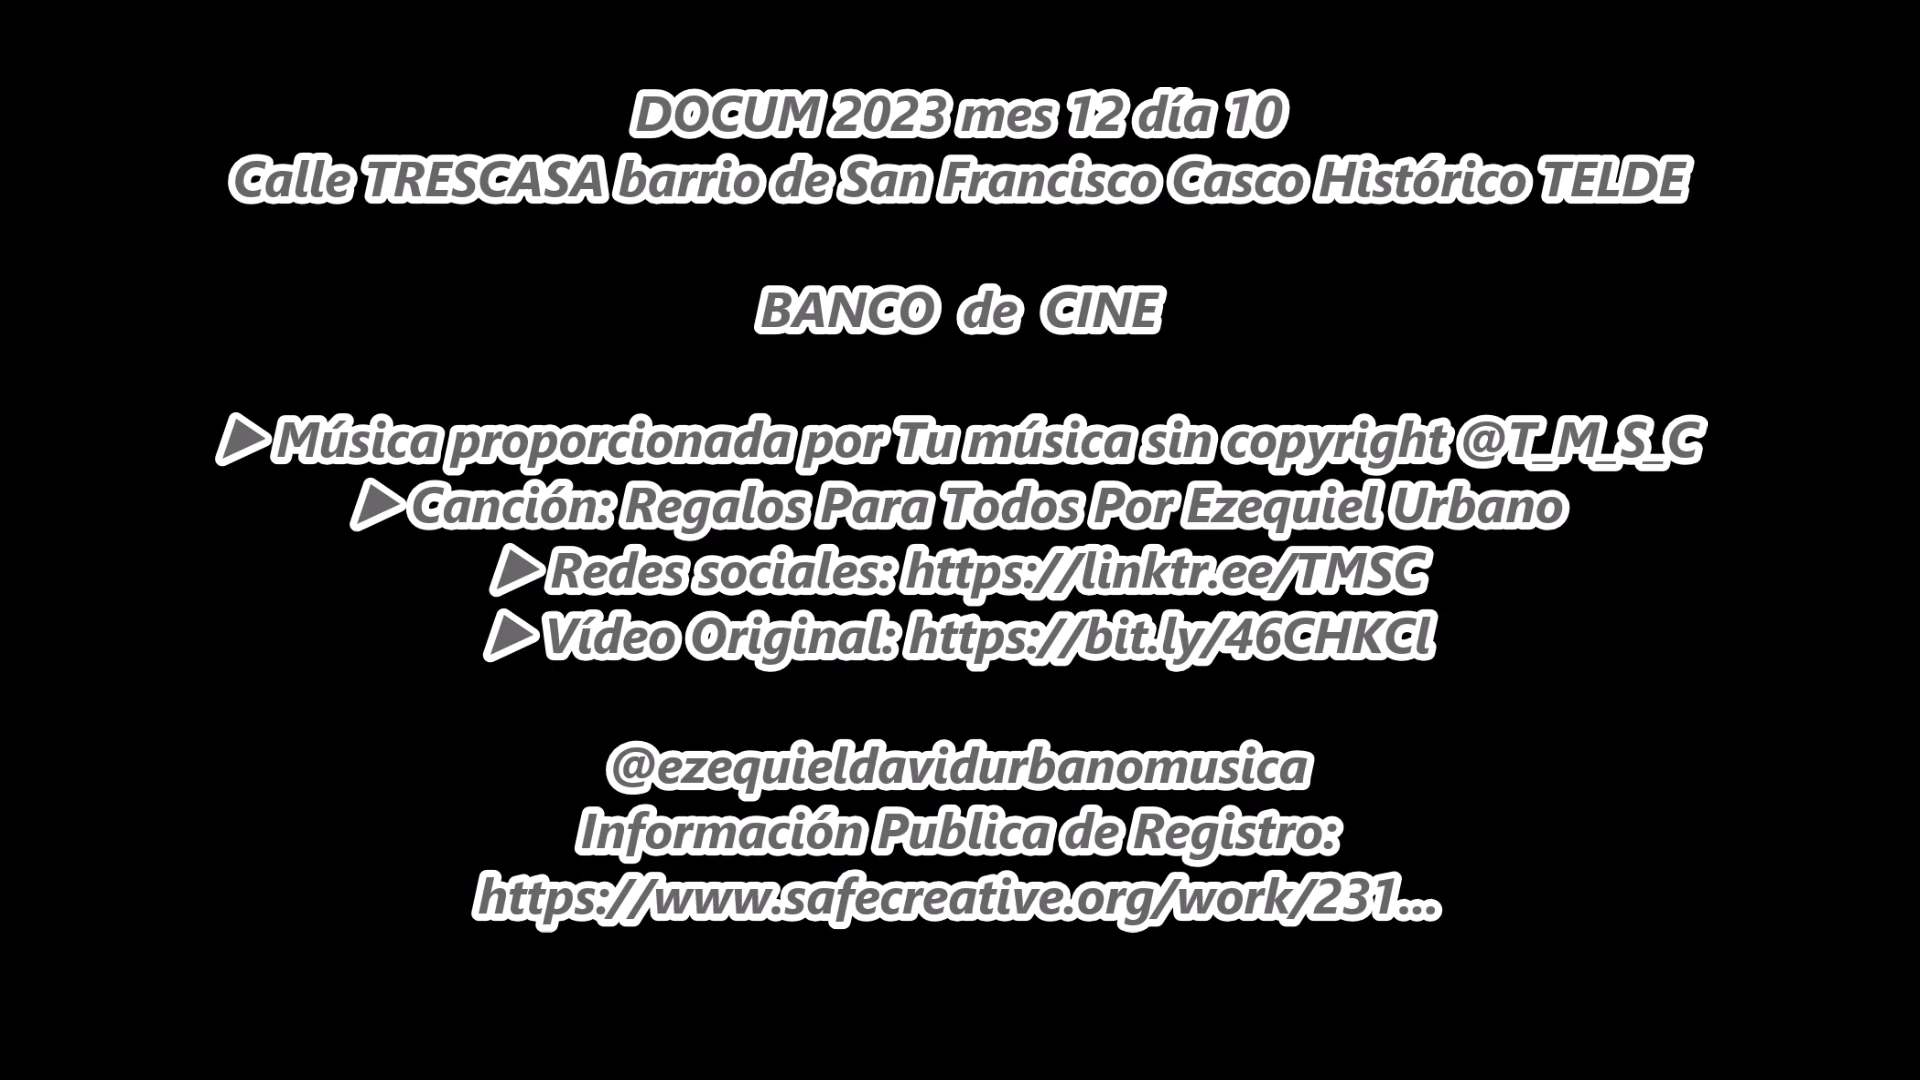 DOCUM 2023 mes 12 día 10
Calle TRESCASA barrio de San Francisco Casco Histórico TELDE
BANCO de CINE
▶Música proporcionada por Tu música sin copyright @T_M_S_C
▶Canción: Regalos Para Todos Por Ezequiel Urbano
▶Redes sociales: https://linktr.ee/TMSC
▶Vídeo Original: https://bit.ly/46CHKCl
@ezequieldavidurbanomusica
Información Publica de Registro:
https://www.safecreative.org/work/231...